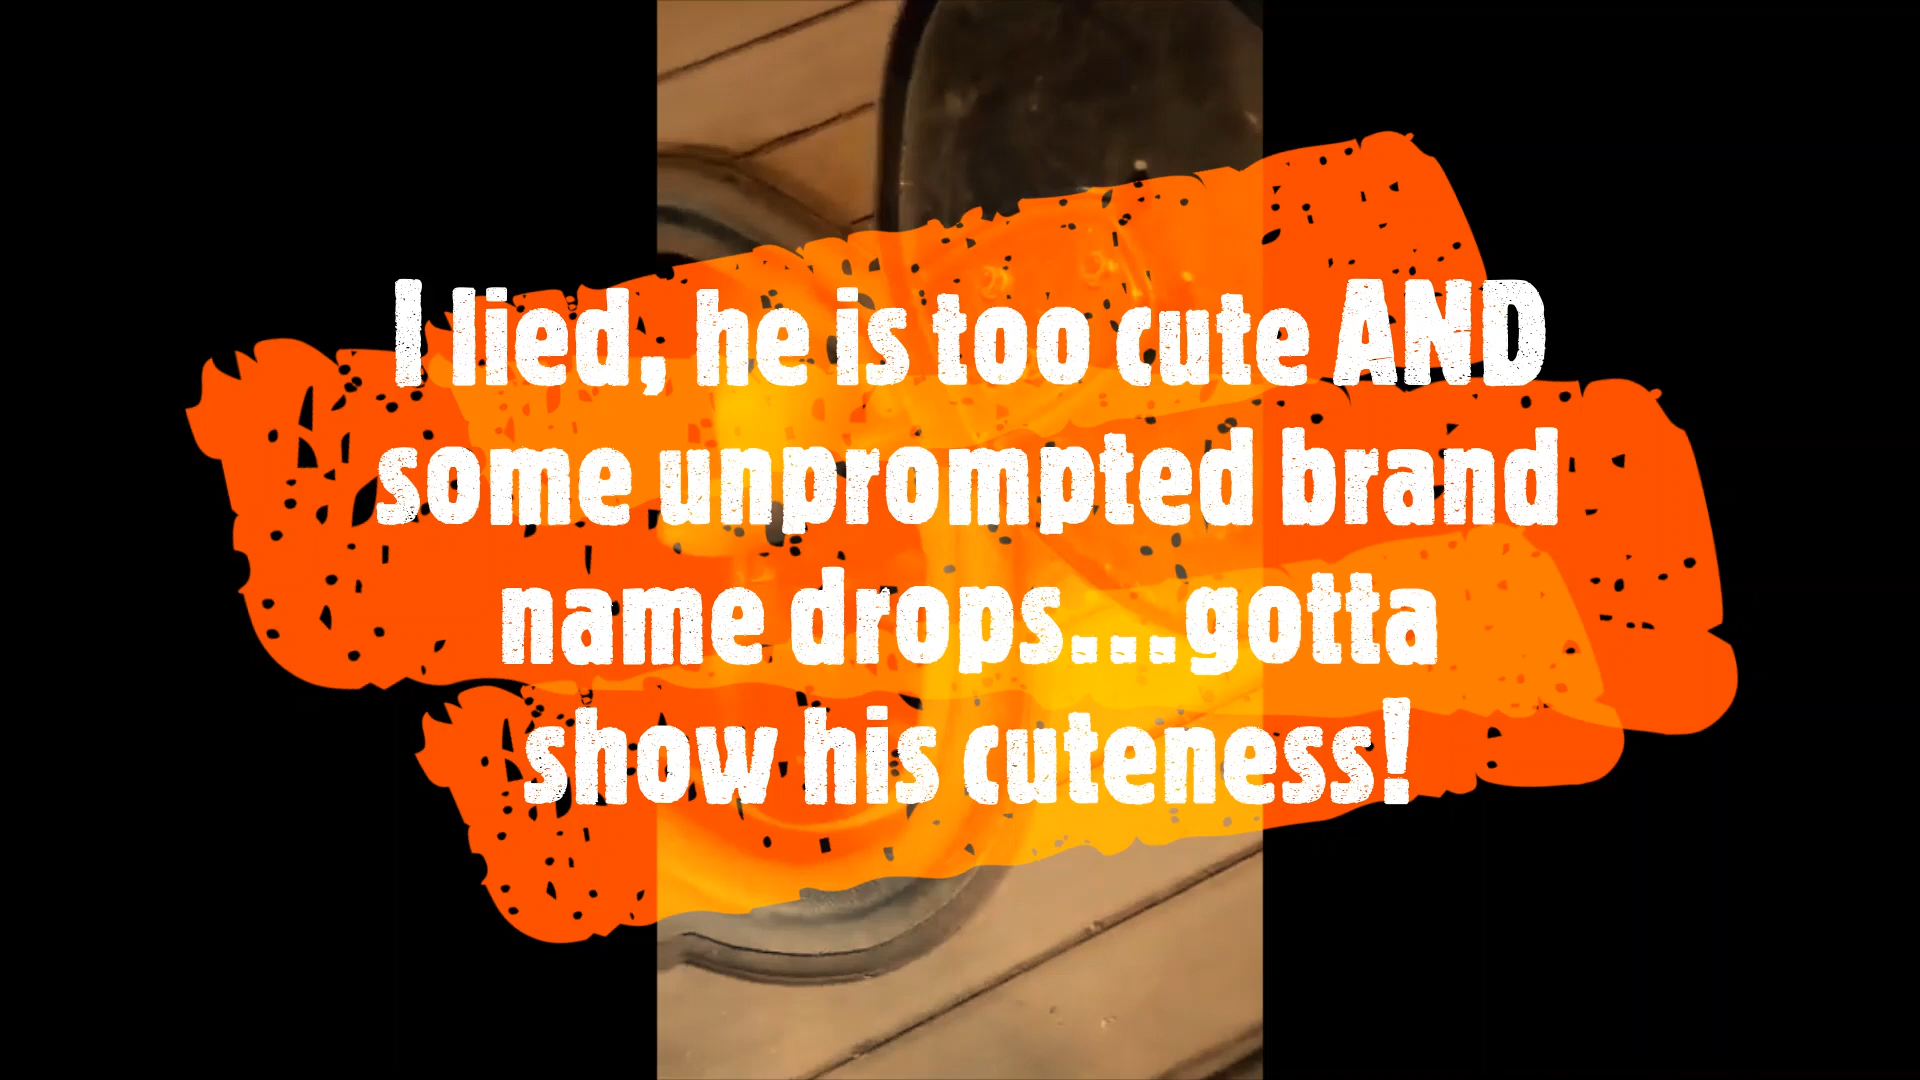 I lied, he is too cute AND
some unprompted brand
name drops...gotta
show his cuteness!